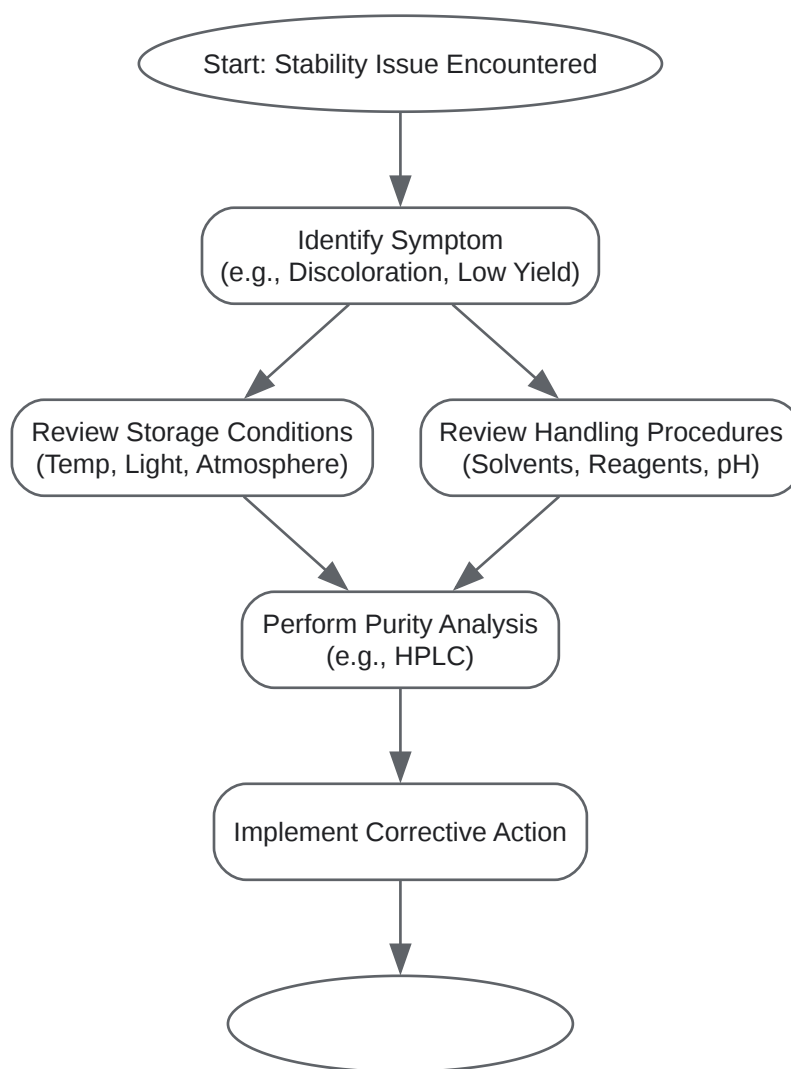 Start: Stability Issue Encountered
Identify Symptom
(e.g., Discoloration, Low Yield)
Review Storage Conditions
(Temp, Light, Atmosphere)
Review Handling Procedures
(Solvents, Reagents, pH)
Perform Purity Analysis
(e.g., HPLC)
Implement Corrective Action